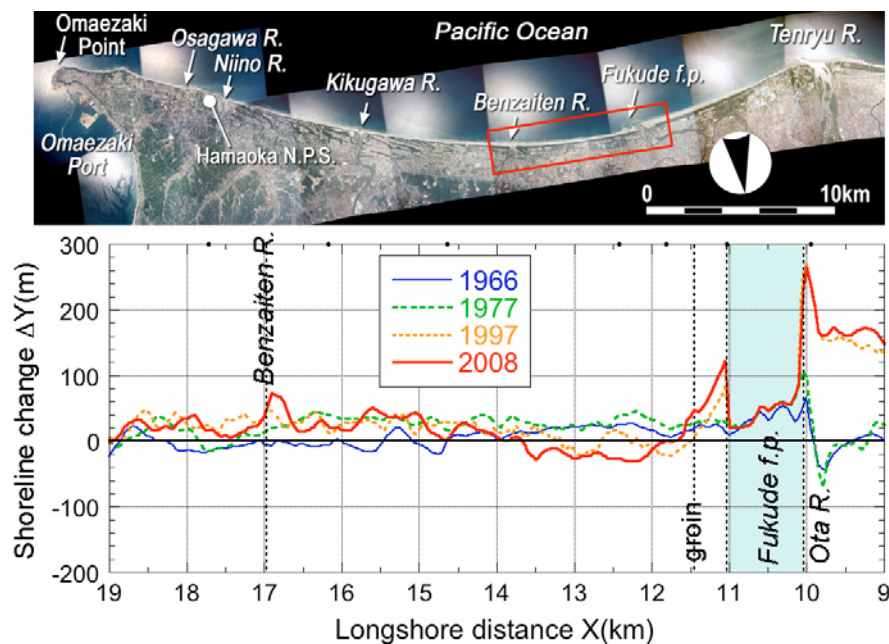 Omaezaki
Point
Osagawa R.
Niino R.
Pacific Ocean
Tenryu R.
Kikugawa R.
Benzaiten R.
Fukude f.p.
Omaezaki
Port
Hamaoka N.P.S.
0 10km
Shoreline change ΔY(m)
300
200
100
0
-100
-200
Benzaiten R.
1966
1977
1997
2008
groin
Fukude f.p.
Ota R.
19 18 17 16 15 14 13 12 11 10 9
Longshore distance X(km)